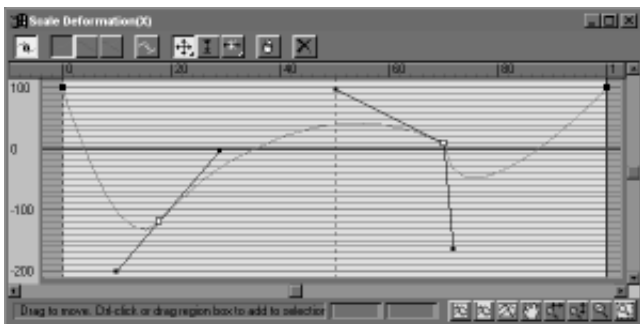 Scale Deformation(X)
0 20 40 60 80 1
100
0
-100
-200
Drag to move. Ctrl-click or drag region box to add to selection